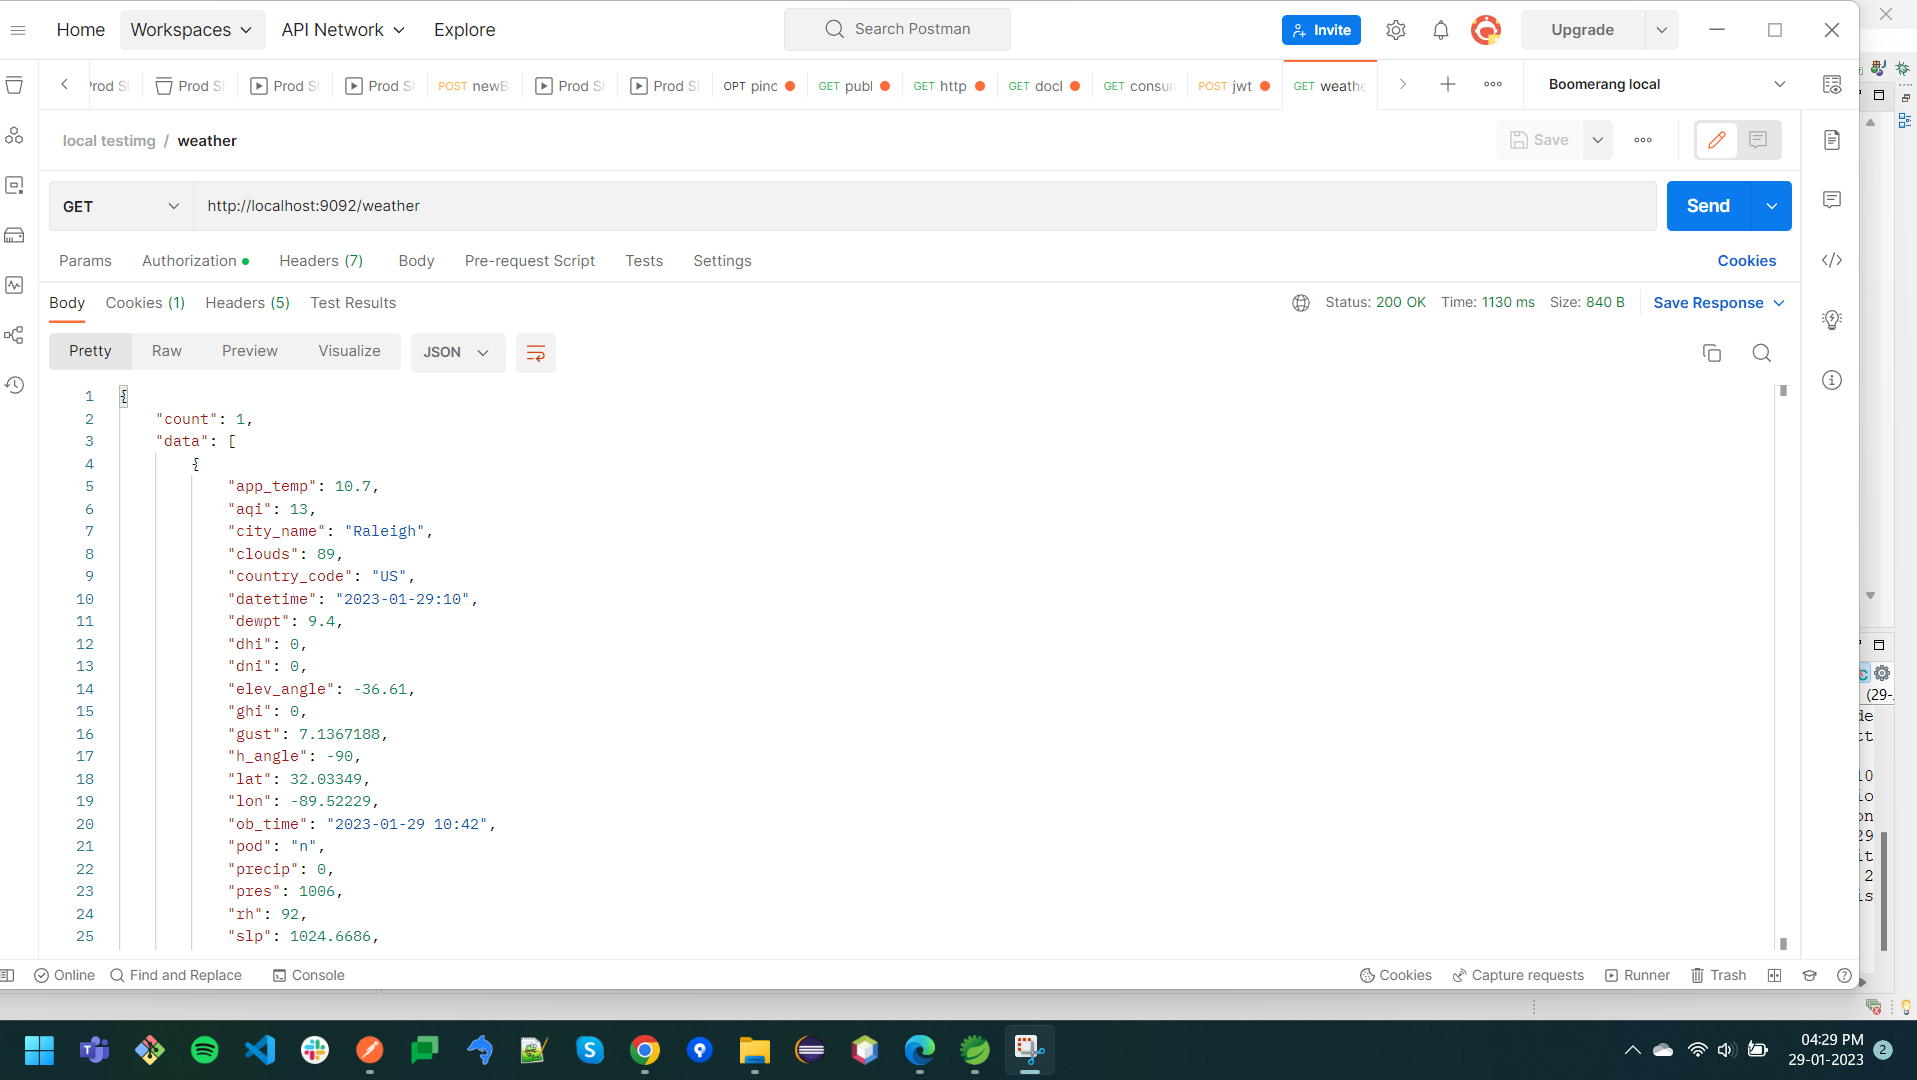 Home Workspaces API Network Explore Search Postman Invite Upgrade
Prod S Prod S Prod S POST newB Prod S Prod S OPT pinc GET publ GET http GET docl GET consu POST jwt GET weathe Boomerang local
local testimg / weather Save
GET http://localhost:9092/weather Send
Params Authorization Headers (7) Body Pre-request Script Tests Settings Cookies
Body Cookies (1) Headers (5) Test Results Status: 200 OK Time: 1130 ms Size: 840 B Save Response
Pretty Raw Preview Visualize JSON
1 {
2 "count": 1,
3 "data": [
4 {
5 "app_temp": 10.7,
6 "aqi": 13,
7 "city_name": "Raleigh",
8 "clouds": 89,
9 "country_code": "US",
10 "datetime": "2023-01-29:10",
11 "dewpt": 9.4,
12 "dhi": 0,
13 "dni": 0,
14 "elev_angle": -36.61,
15 "ghi": 0,
16 "gust": 7.1367188,
17 "h_angle": -90,
18 "lat": 32.03349,
19 "lon": -89.52229,
20 "ob_time": "2023-01-29 10:42",
21 "pod": "n",
22 "precip": 0,
23 "pres": 1006,
24 "rh": 92,
25 "slp": 1024.6686,
Online Find and Replace Console Cookies Capture requests Runner Trash
04:29 PM
29-01-2023 2